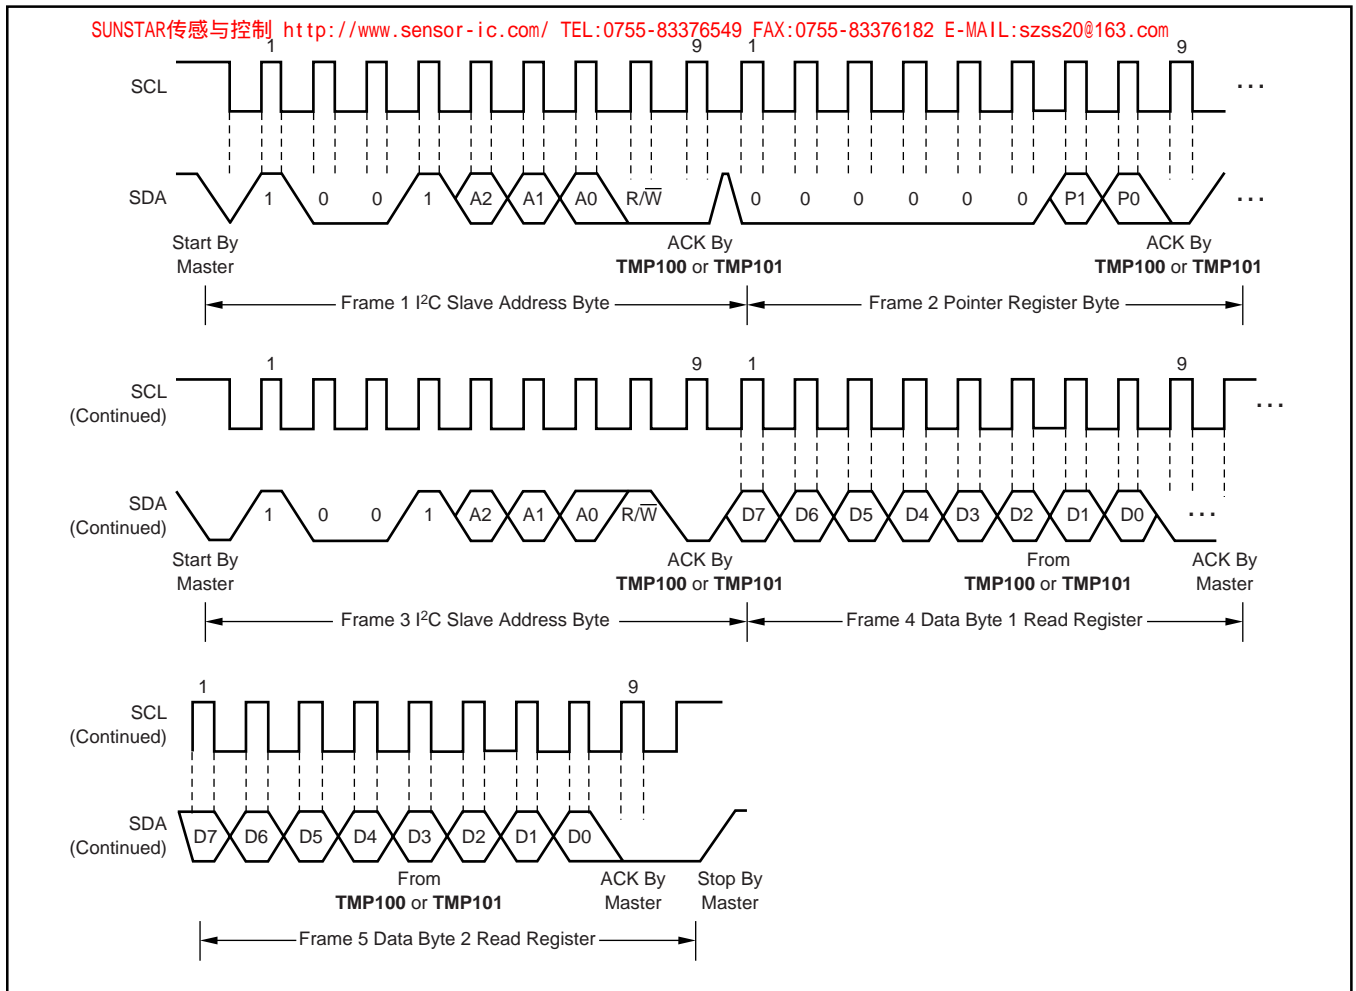 SUNSTAR传感与控制 http://www.sensor-ic.com/ TEL:0755-83376549 FAX:0755-83376182 E-MAIL:szss20@163.com
1 9 1 9
SCL ...
SDA 1 0 0 1 A2 A1 A0 R/W̅ 0 0 0 0 0 0 P1 P0 ...
Start By ACK By ACK By
Master TMP100 or TMP101 TMP100 or TMP101
Frame 1 I²C Slave Address Byte Frame 2 Pointer Register Byte
1 9 1 9
SCL
(Continued) ...
SDA 1 0 0 1 A2 A1 A0 R/W̅ D7 D6 D5 D4 D3 D2 D1 D0 ...
(Continued)
Start By ACK By From ACK By
Master TMP100 or TMP101 TMP100 or TMP101 Master
Frame 3 I²C Slave Address Byte Frame 4 Data Byte 1 Read Register
1 9
SCL
(Continued)
SDA D7 D6 D5 D4 D3 D2 D1 D0
(Continued)
From ACK By Stop By
TMP100 or TMP101 Master Master
Frame 5 Data Byte 2 Read Register